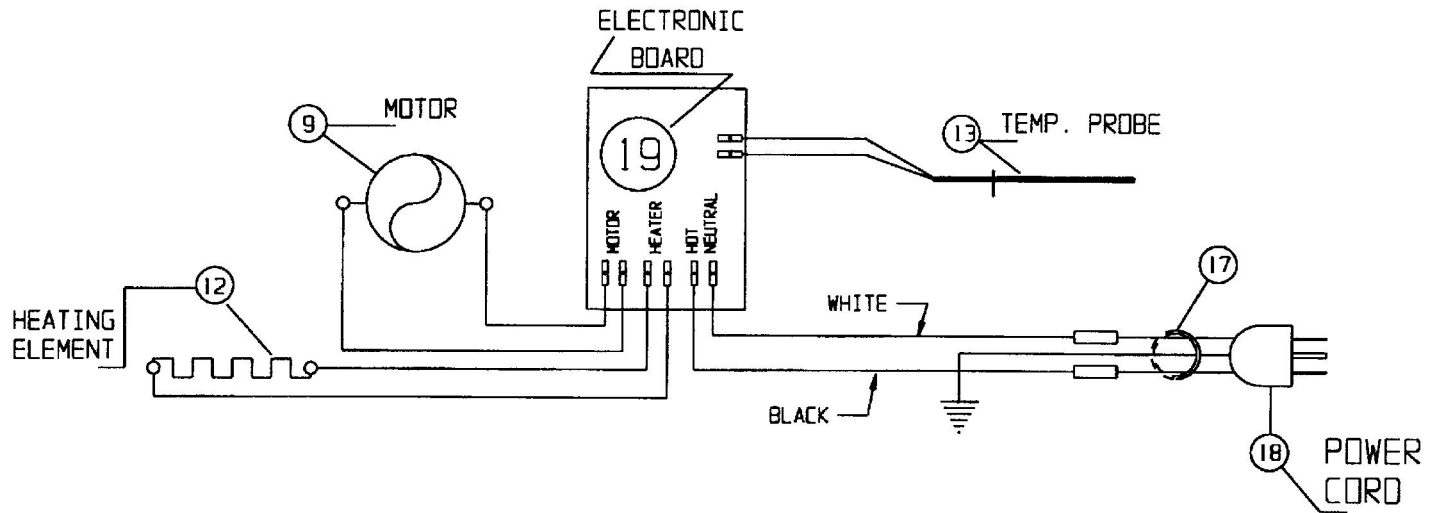 ELECTRONIC
BOARD
9
MOTOR
19
13
TEMP. PROBE
MOTOR
HEATER
HOT
NEUTRAL
12
HEATING
ELEMENT
17
WHITE
BLACK
18
POWER
CORD